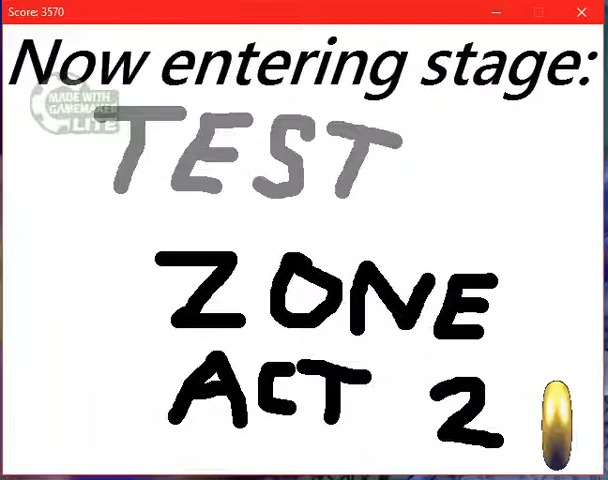 Score: 3570
Now entering stage:
MADE WITH
GAMEMAKER
LITE
TEST
ZONE
ACT 2